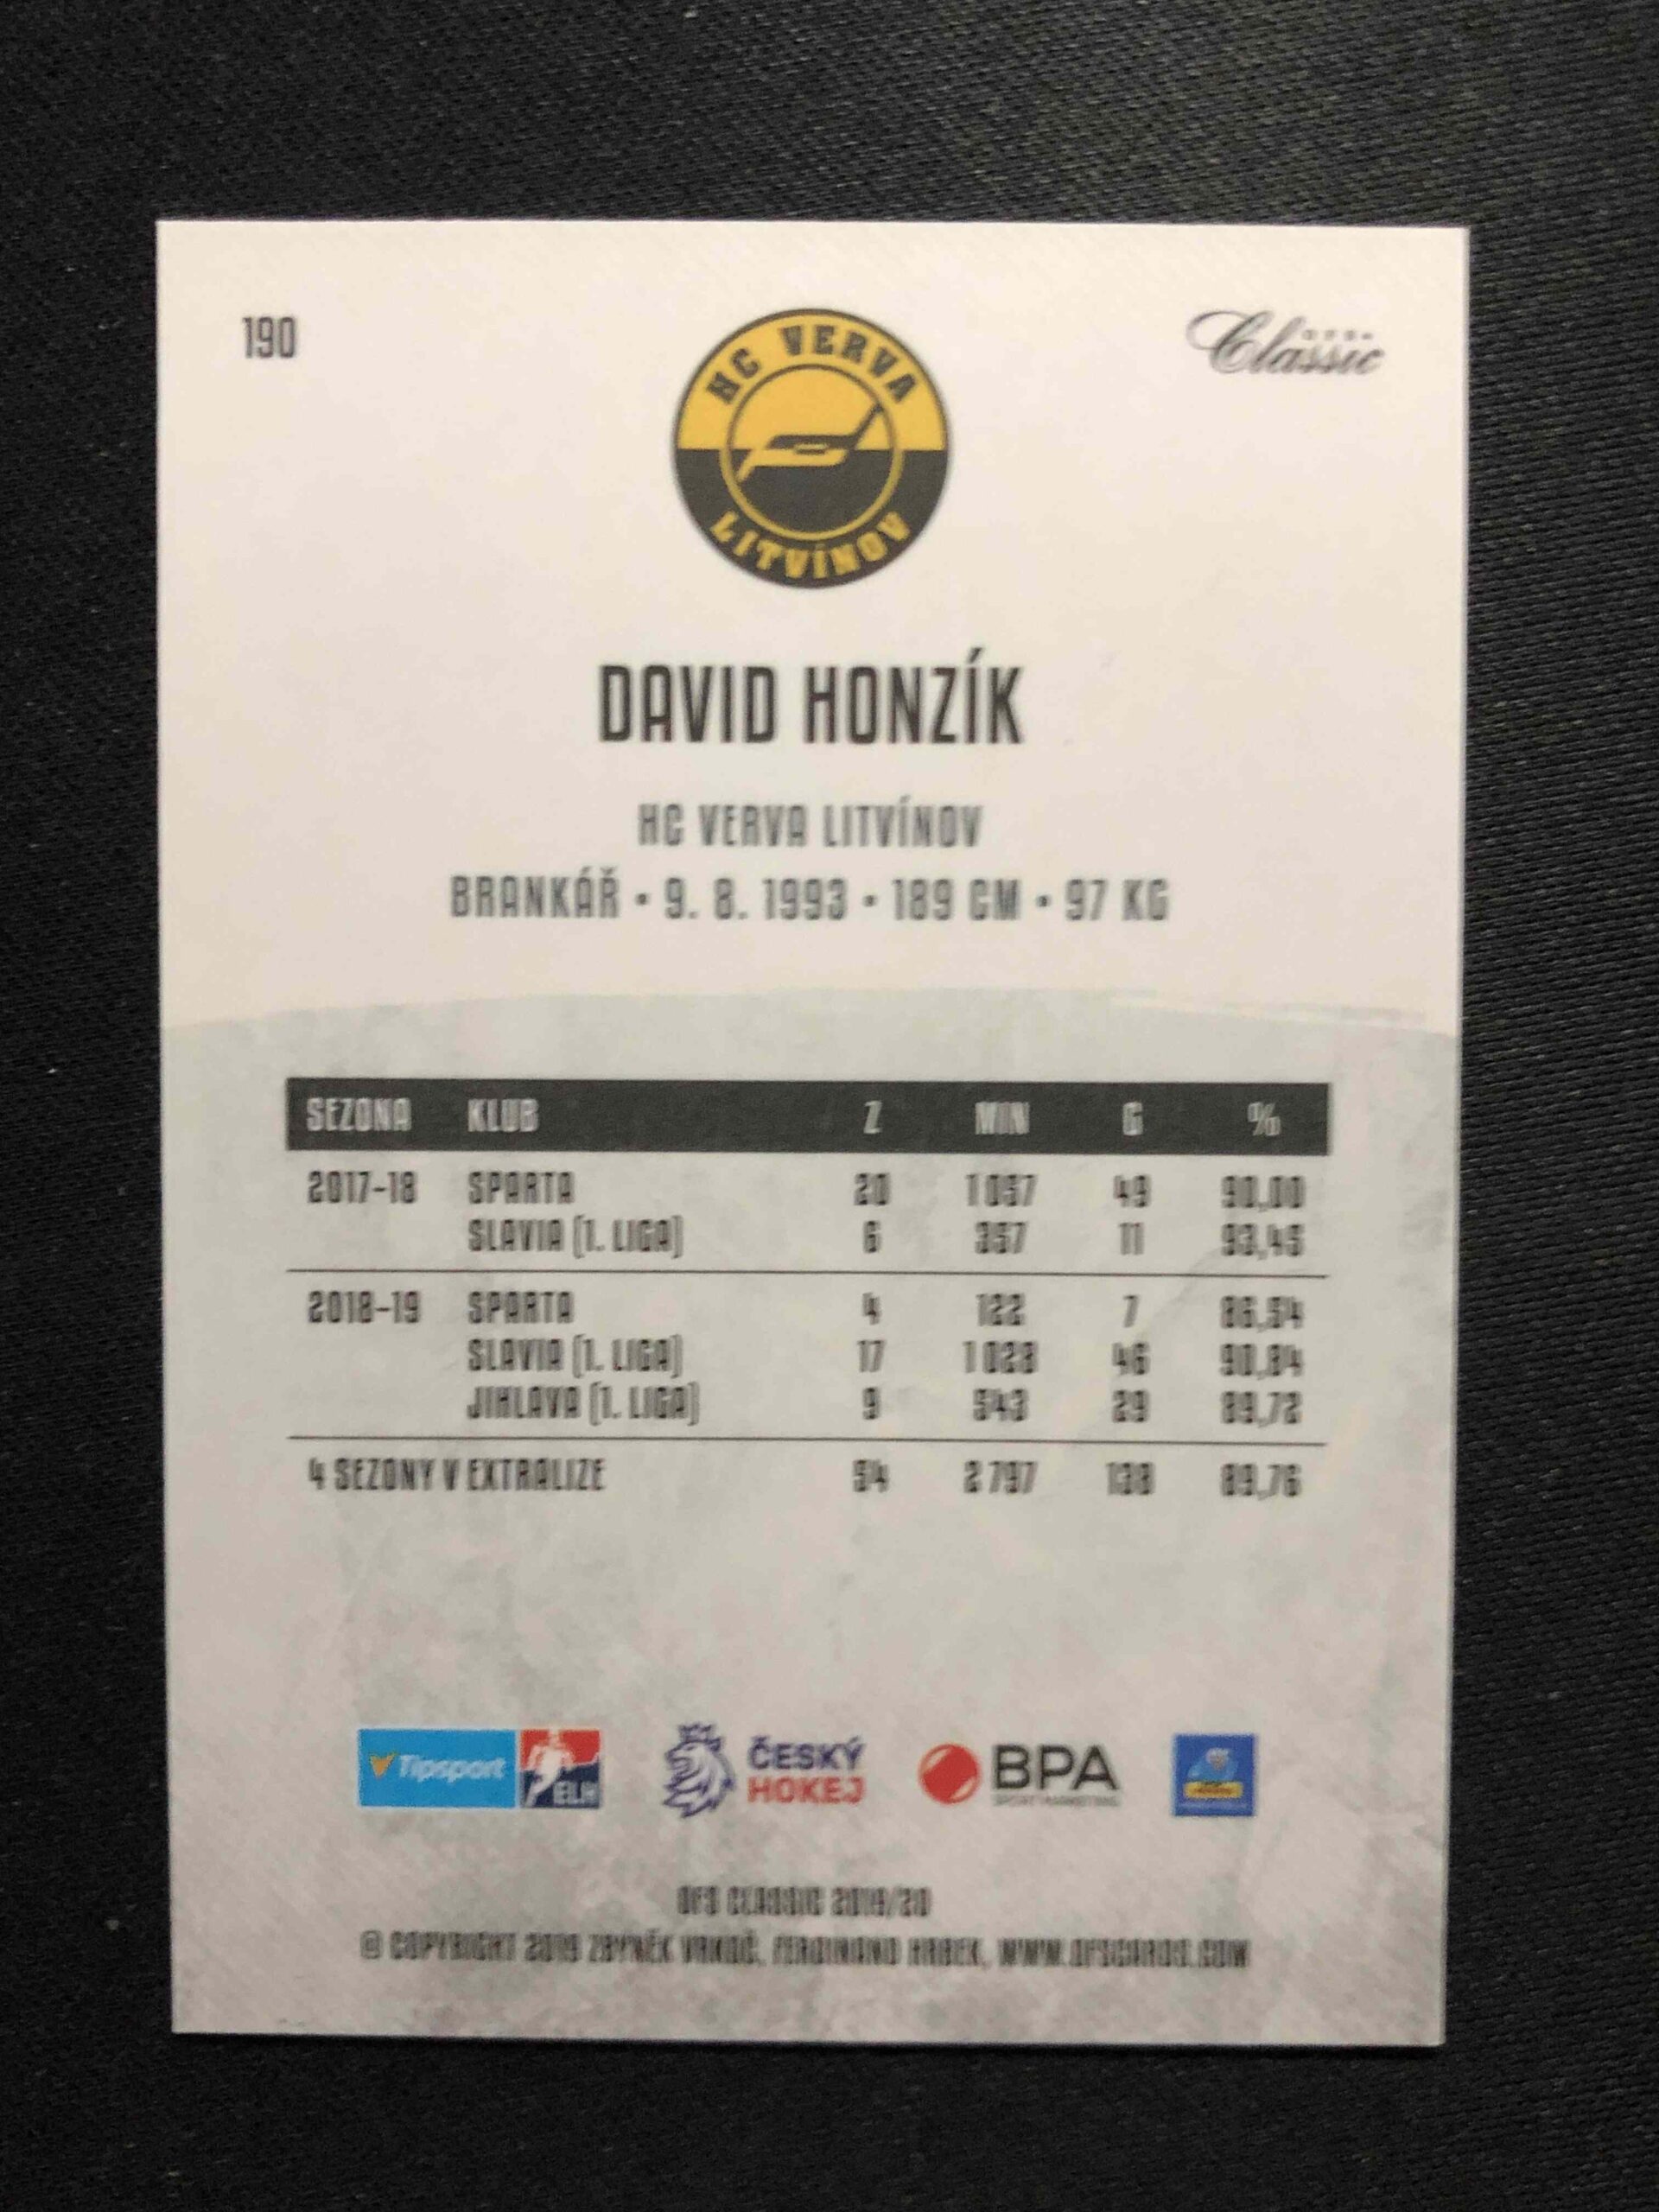 190
OFS Classic
HC VERVA
LITVÍNOV
DAVID HONZÍK
HC VERVA LITVÍNOV
BRANKÁŘ • 9. 8. 1993 • 189 CM • 97 KG
SEZONA KLUB Z MIN G %
2017-18 SPARTA 20 1 057 49 90,00
SLAVIA (1. LIGA) 6 357 11 93,45
2018-19 SPARTA 4 122 7 86,54
SLAVIA (1. LIGA) 17 1 028 46 90,84
JIHLAVA (1. LIGA) 9 543 29 89,72
4 SEZONY V EXTRALIZE 54 2 797 138 89,76
Tipsport ELH
ČESKÝ
HOKEJ
BPA
SPORT MARKETING
OFS CLASSIC 2019/20
© COPYRIGHT 2019 ZBYNĚK VRKOČ, FERDINAND HRBEK, WWW.OFSCARDS.COM